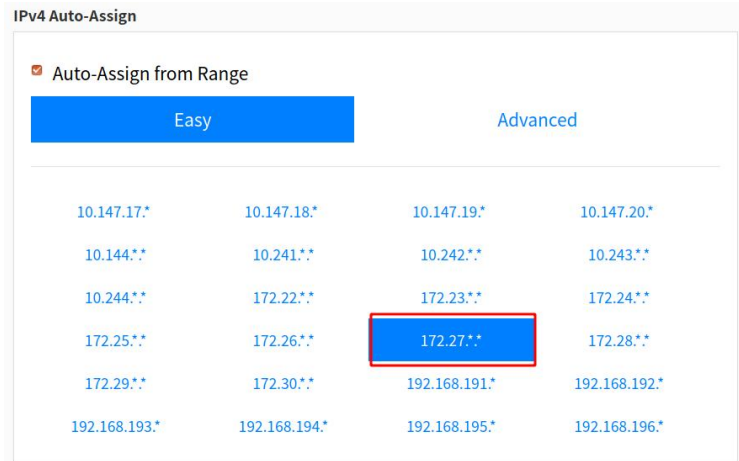 IPv4 Auto-Assign
Auto-Assign from Range
Easy Advanced
10.147.17.* 10.147.18.* 10.147.19.* 10.147.20.*
10.144.*.* 10.241.*.* 10.242.*.* 10.243.*.*
10.244.*.* 172.22.*.* 172.23.*.* 172.24.*.*
172.25.*.* 172.26.*.* 172.27.*.* 172.28.*.*
172.29.*.* 172.30.*.* 192.168.191.* 192.168.192.*
192.168.193.* 192.168.194.* 192.168.195.* 192.168.196.*